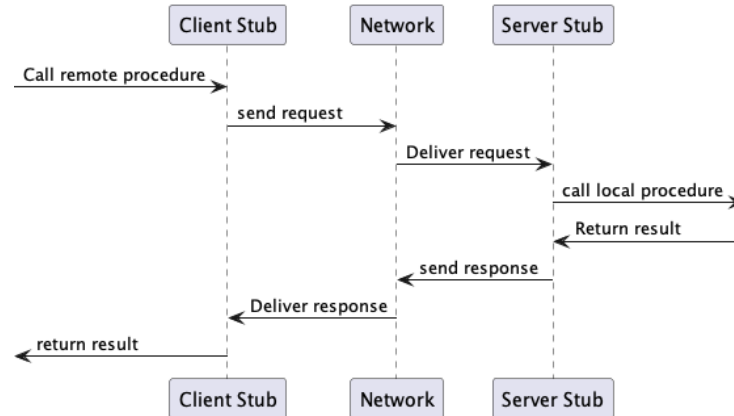 Client Stub
Network
Server Stub
Call remote procedure
send request
Deliver request
call local procedure
Return result
send response
Deliver response
return result
Client Stub
Network
Server Stub